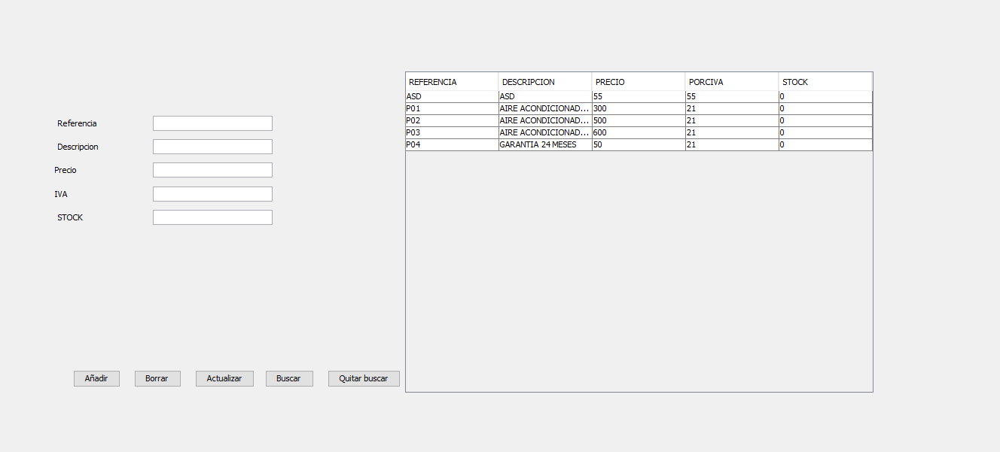 Referencia
Descripcion
Precio
IVA
STOCK
Añadir Borrar Actualizar Buscar Quitar buscar
REFERENCIA DESCRIPCION PRECIO PORCIVA STOCK
ASD ASD 55 55 0
P01 AIRE ACONDICIONAD... 300 21 0
P02 AIRE ACONDICIONAD... 500 21 0
P03 AIRE ACONDICIONAD... 600 21 0
P04 GARANTIA 24 MESES 50 21 0